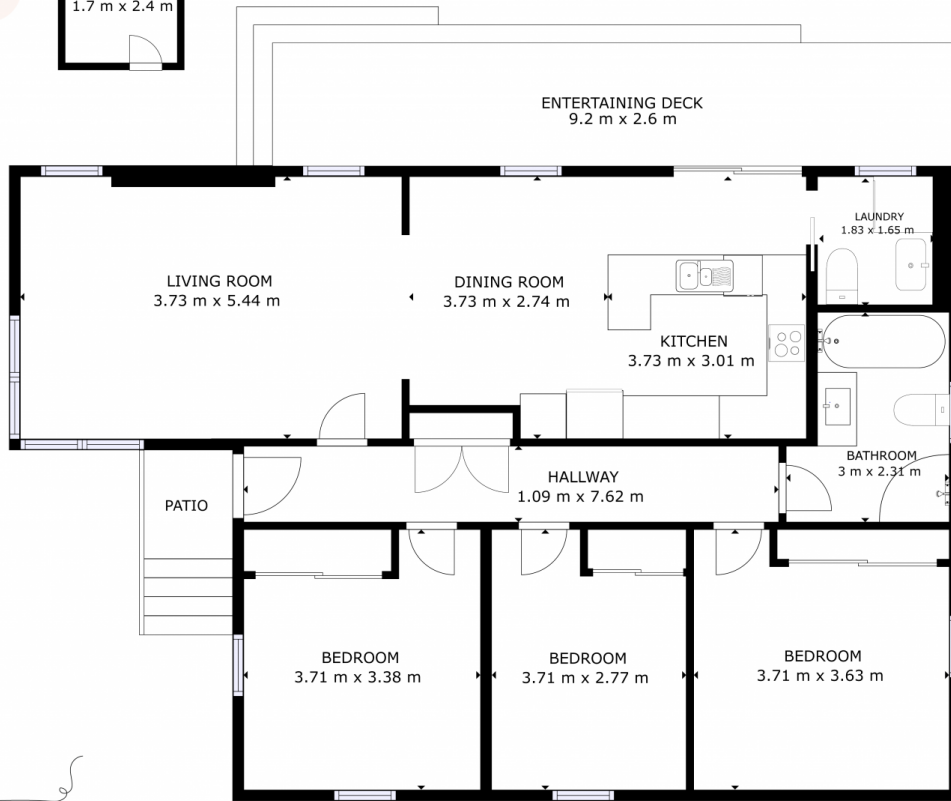 1.7 m x 2.4 m
ENTERTAINING DECK
9.2 m x 2.6 m
LAUNDRY
1.83 x 1.65 m
LIVING ROOM
3.73 m x 5.44 m
DINING ROOM
3.73 m x 2.74 m
KITCHEN
3.73 m x 3.01 m
BATHROOM
3 m x 2.31 m
HALLWAY
1.09 m x 7.62 m
PATIO
BEDROOM
3.71 m x 3.38 m
BEDROOM
3.71 m x 2.77 m
BEDROOM
3.71 m x 3.63 m